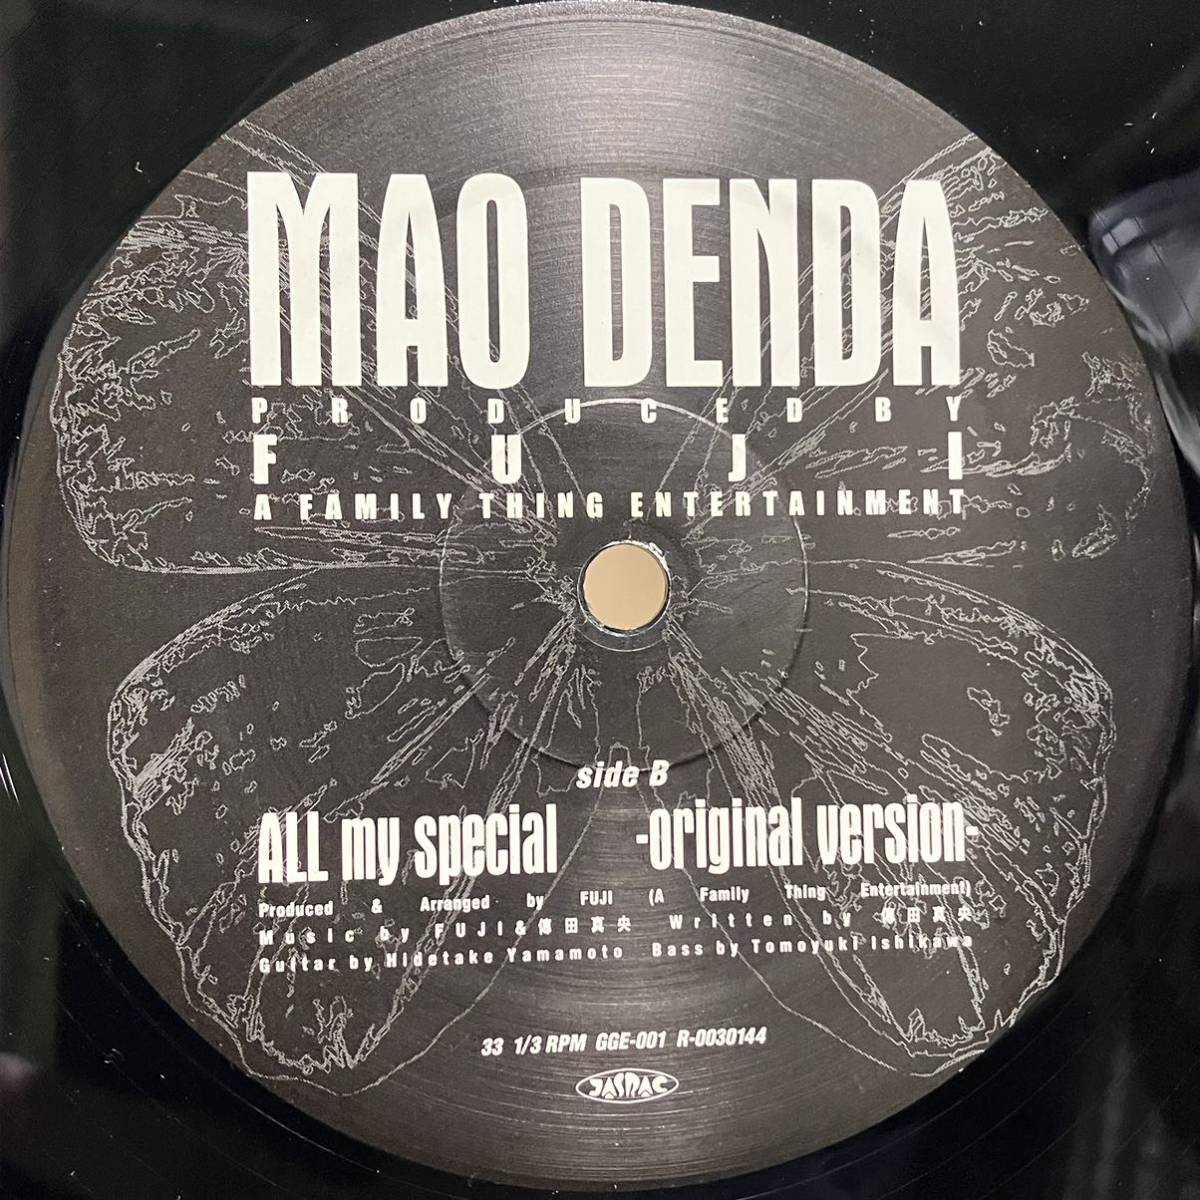 MAO DENDA
PRODUCED BY
FUJI
A FAMILY THING ENTERTAINMENT
side B
ALL my special -original version-
Produced & Arranged by FUJI (A Family Thing Entertainment)
Music by FUJI&傳田真央 Written by 傳田真央
Guitar by Hidetake Yamamoto Bass by Tomoyuki Ishikawa
33 1/3 RPM GGE-001 R-0030144
JASRAC